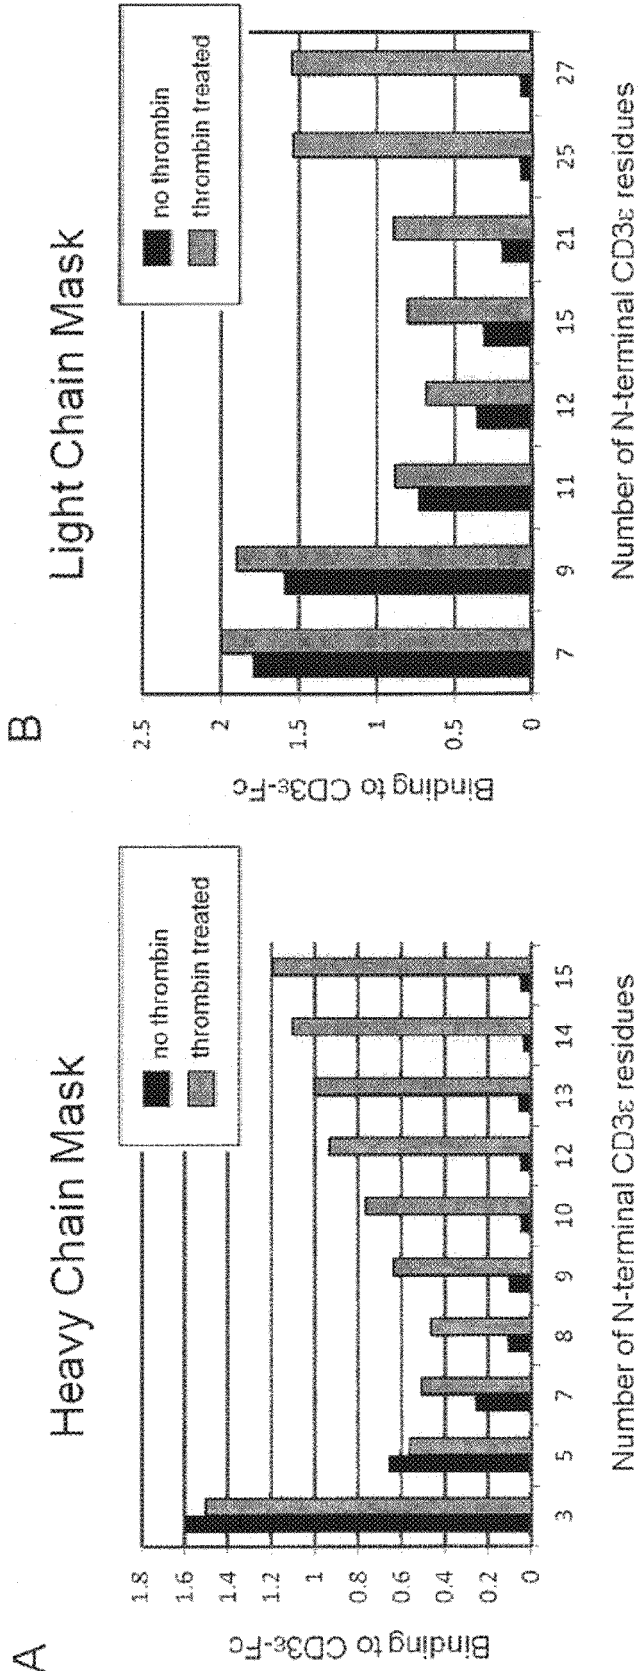 A
Heavy Chain Mask
no thrombin
thrombin treated
Binding to CD3ε-Fc
1.8
1.6
1.4
1.2
1
0.8
0.6
0.4
0.2
0
3 5 7 8 9 10 12 13 14 15
Number of N-terminal CD3ε residues
B
Light Chain Mask
no thrombin
thrombin treated
Binding to CD3ε-Fc
2.5
2
1.5
1
0.5
0
7 9 11 12 15 21 25 27
Number of N-terminal CD3ε residues